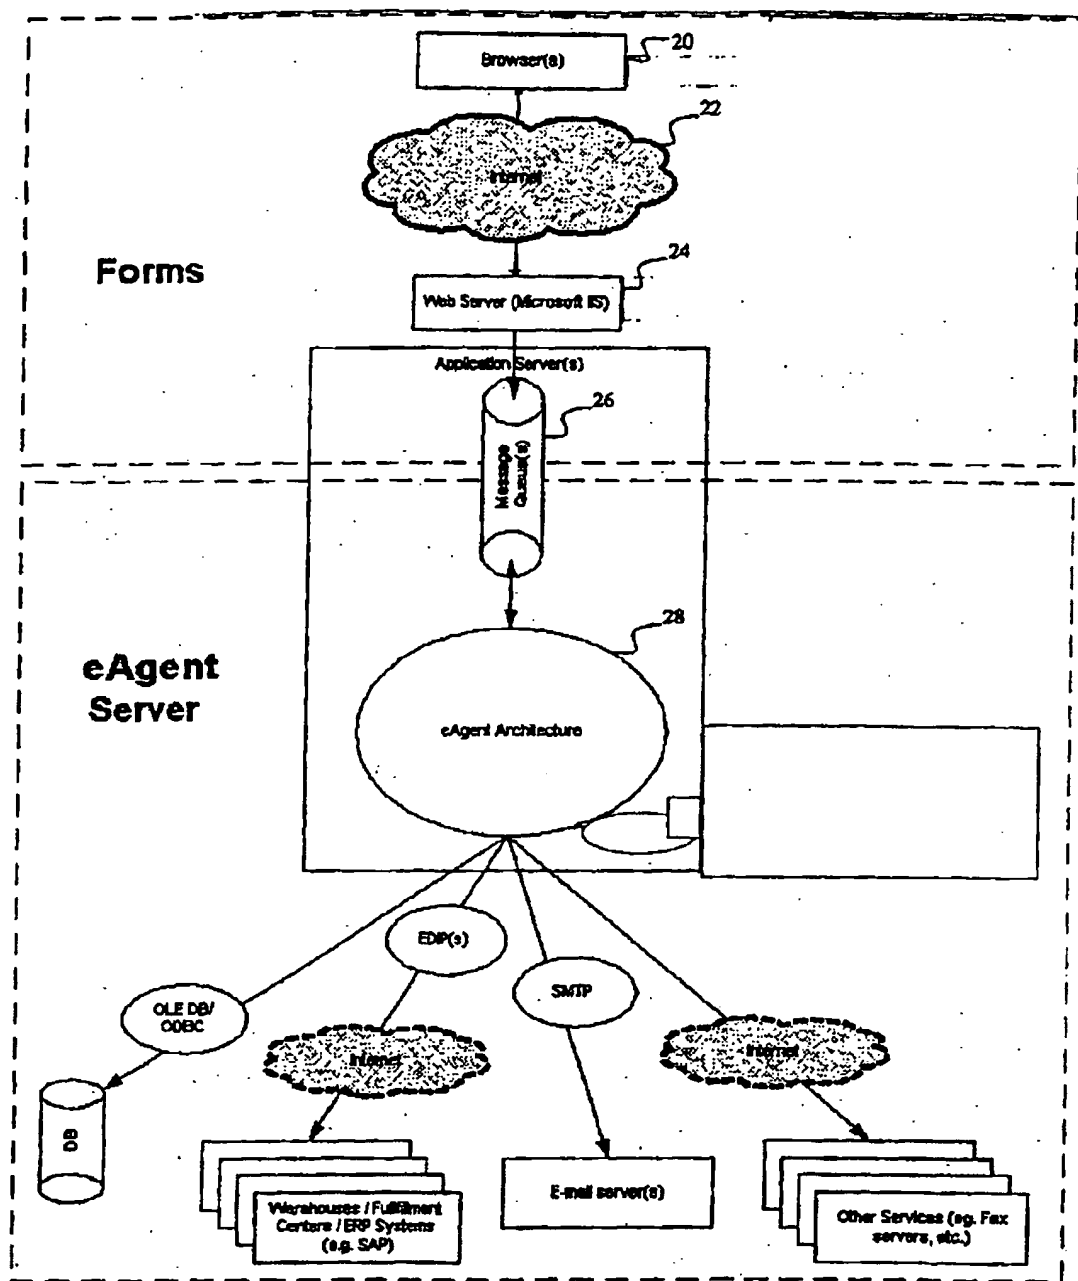 20
Browser(s)
22
Internet
24
Forms
Web Server (Microsoft IIS)
Application Server(s)
26
Message
Queue(s)
28
eAgent
Server
eAgent Architecture
EDIP(s)
SMTP
OLE DB/
ODBC
Internet
Internet
DB
Warehouses / Fulfillment
Centers / ERP Systems
(e.g. SAP)
E-mail server(s)
Other Services (eg. Fax
servers, etc.)